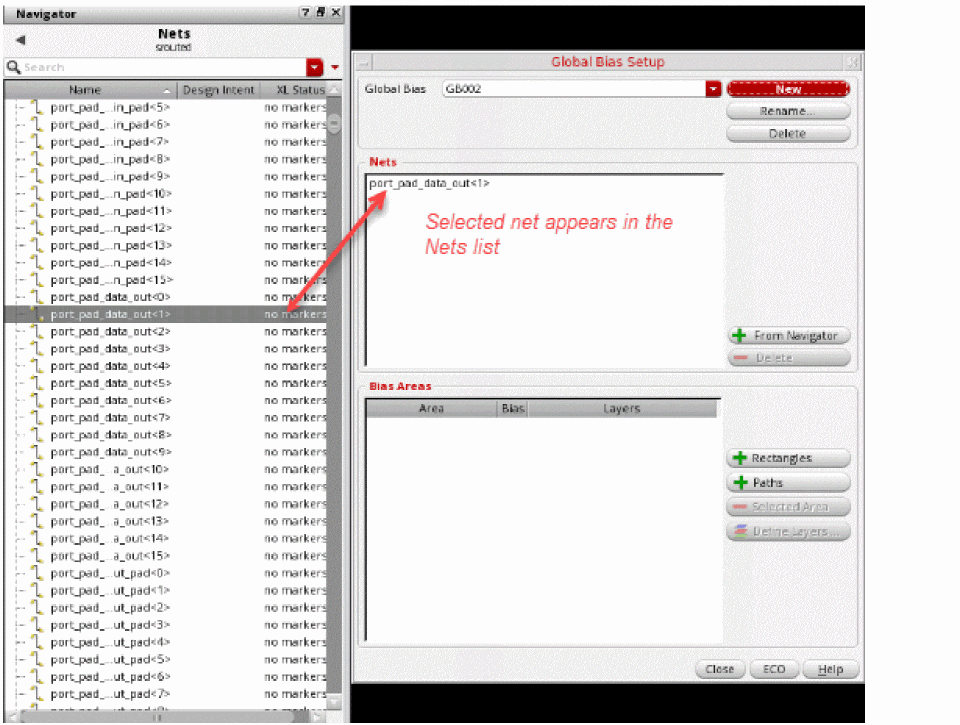 Navigator
Nets
srouted
Search
Name Design Intent XL Status
port_pad_...in_pad<5> no markers
port_pad_...in_pad<6> no markers
port_pad_...in_pad<7> no markers
port_pad_...in_pad<8> no markers
port_pad_...in_pad<9> no markers
port_pad_...n_pad<10> no markers
port_pad_...n_pad<11> no markers
port_pad_...n_pad<12> no markers
port_pad_...n_pad<13> no markers
port_pad_...n_pad<14> no markers
port_pad_...n_pad<15> no markers
port_pad_data_out<0> no markers
port_pad_data_out<1> no markers
port_pad_data_out<2> no markers
port_pad_data_out<3> no markers
port_pad_data_out<4> no markers
port_pad_data_out<5> no markers
port_pad_data_out<6> no markers
port_pad_data_out<7> no markers
port_pad_data_out<8> no markers
port_pad_data_out<9> no markers
port_pad_...a_out<10> no markers
port_pad_...a_out<11> no markers
port_pad_...a_out<12> no markers
port_pad_...a_out<13> no markers
port_pad_...a_out<14> no markers
port_pad_...a_out<15> no markers
port_pad_...ut_pad<0> no markers
port_pad_...ut_pad<1> no markers
port_pad_...ut_pad<2> no markers
port_pad_...ut_pad<3> no markers
port_pad_...ut_pad<4> no markers
port_pad_...ut_pad<5> no markers
port_pad_...ut_pad<6> no markers
port_pad_...ut_pad<7> no markers
Global Bias Setup
Global Bias GB002
New
Rename...
Delete
Nets
port_pad_data_out<1>
Selected net appears in the
Nets list
From Navigator
Delete
Bias Areas
Area Bias Layers
Rectangles
Paths
Selected Area
Define Layers...
Close ECO Help